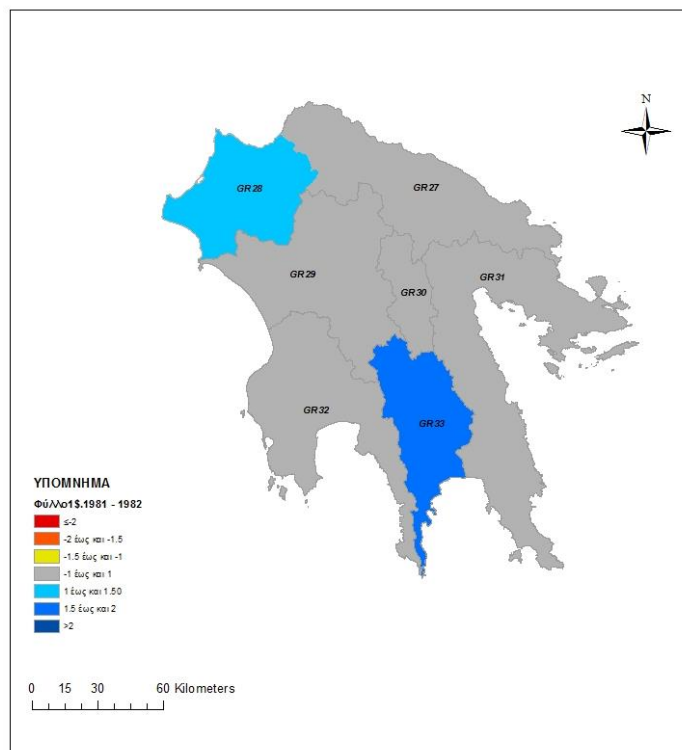 N
GR28
GR27
GR29
GR31
GR30
GR32
GR33
ΥΠΟΜΝΗΜΑ
Φύλλο1$.1981 - 1982
≤-2
-2 έως και -1.5
-1.5 έως και -1
-1 έως και 1
1 έως και 1.50
1.5 έως και 2
>2
0 15 30 60 Kilometers